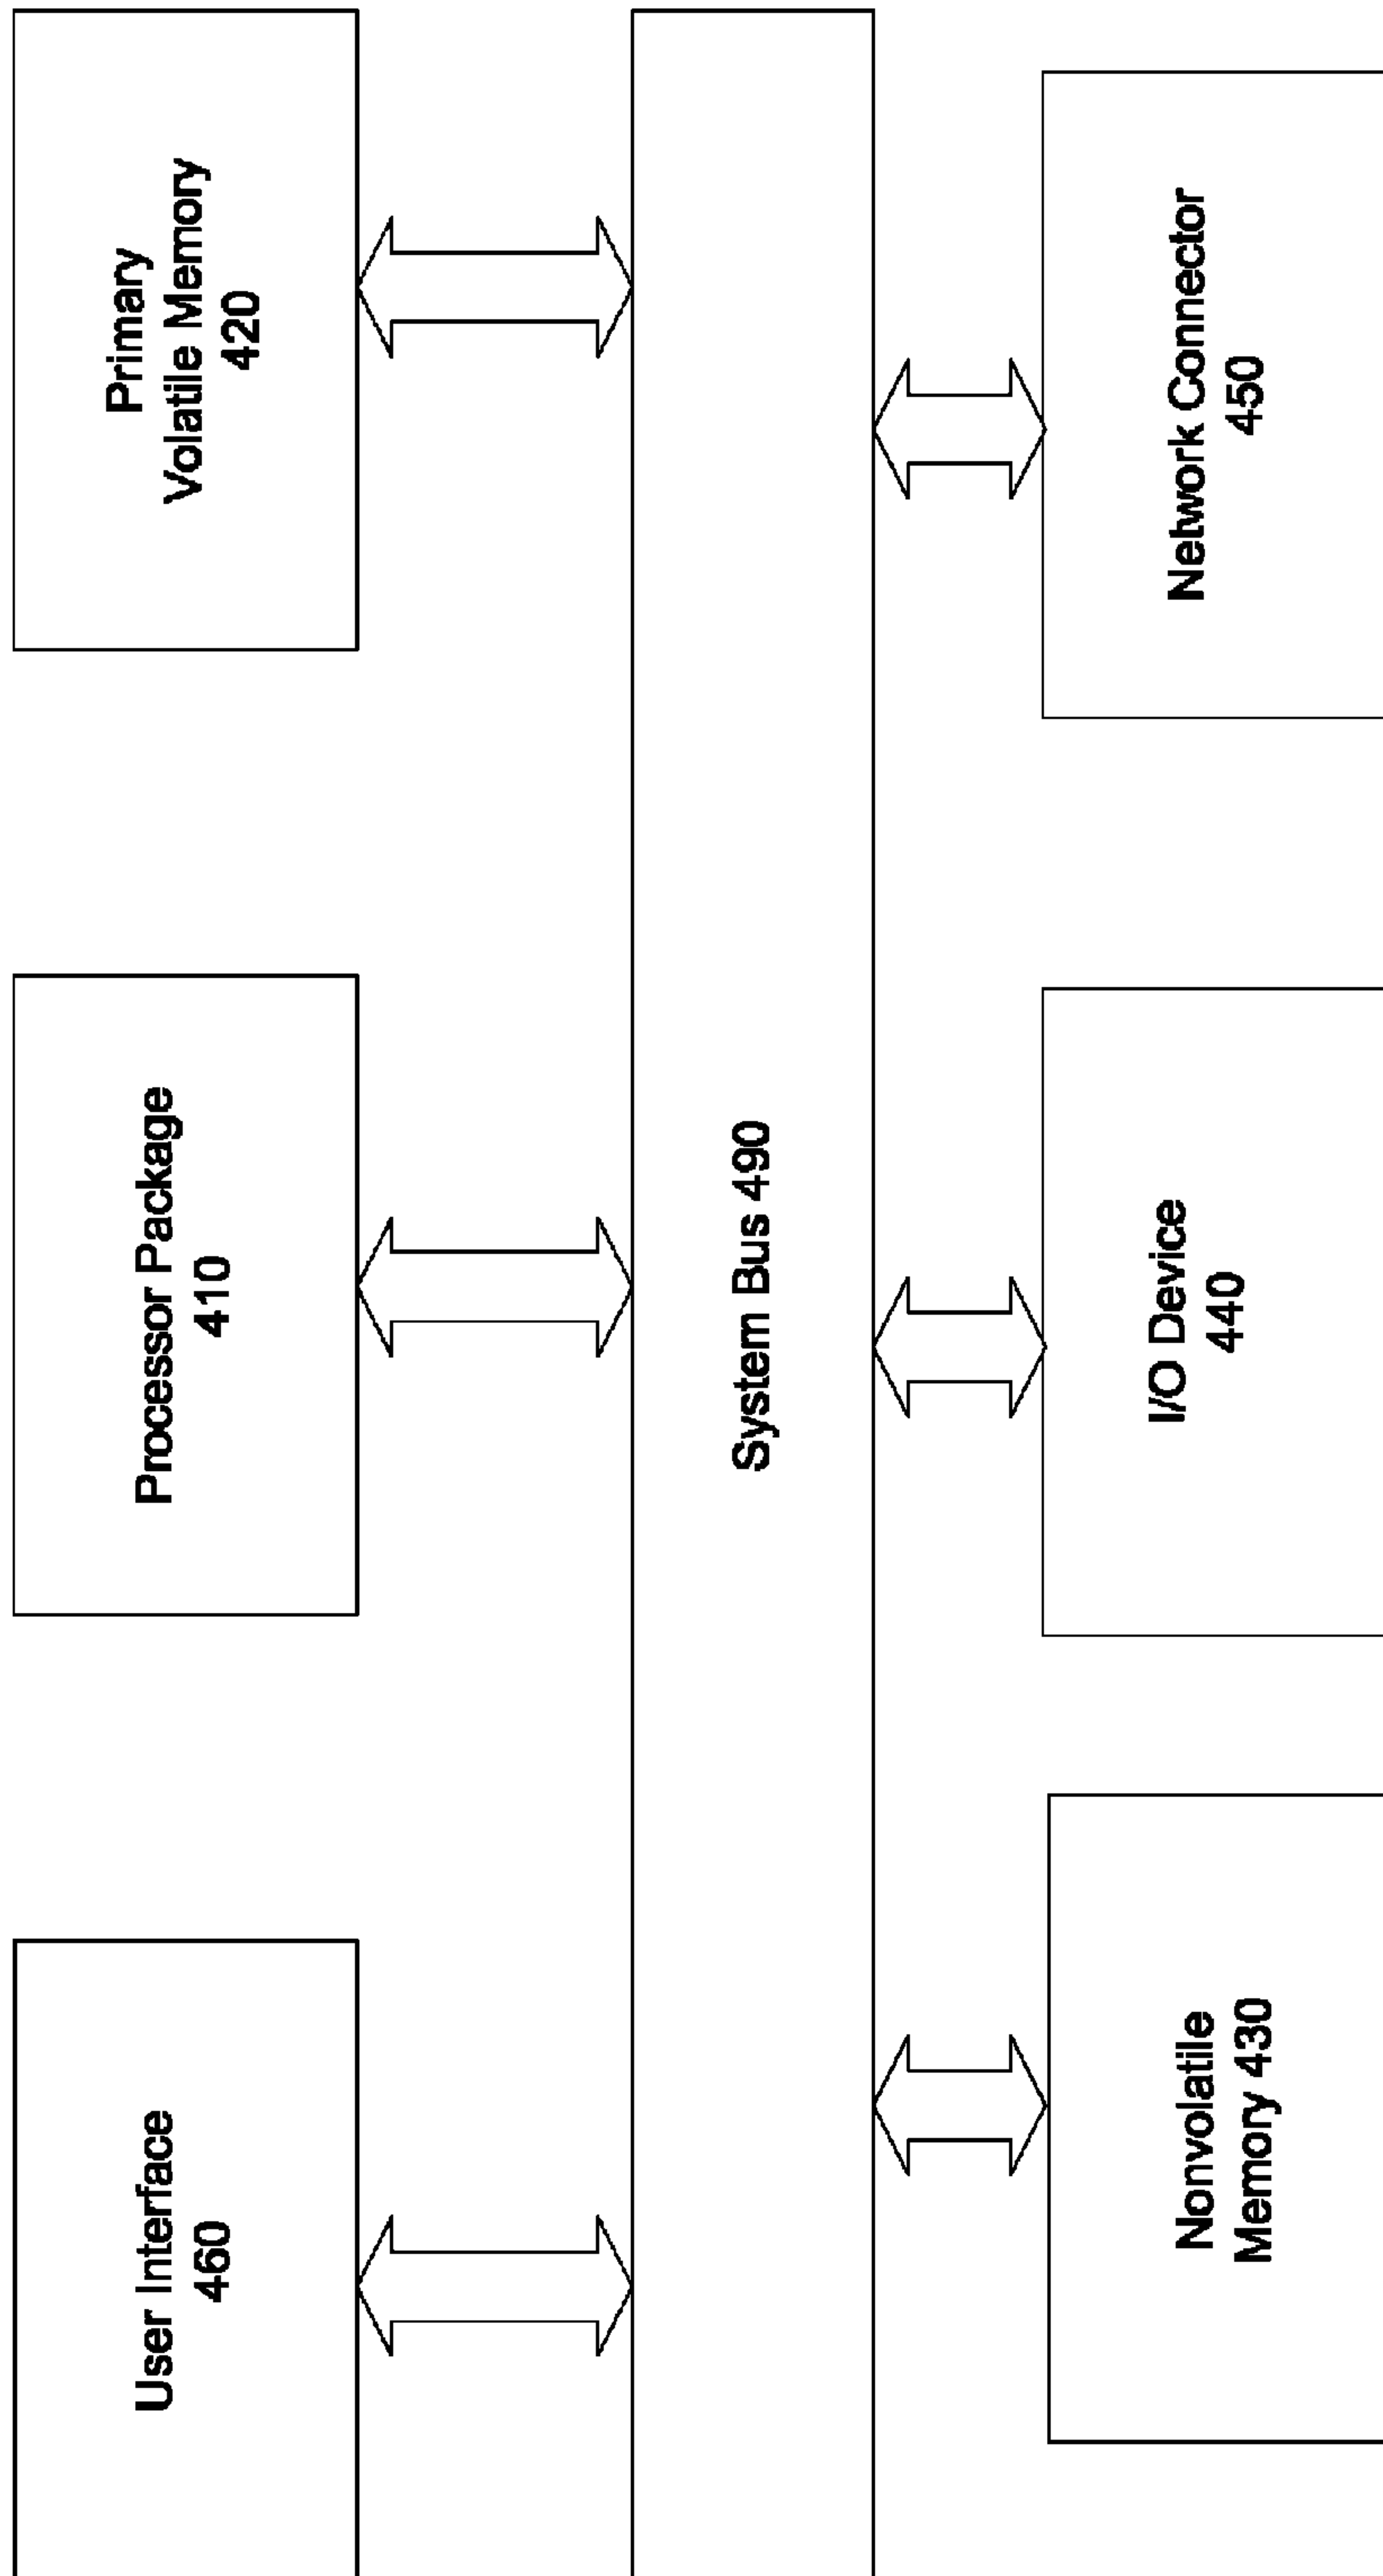 User Interface
460
Processor Package
410
Primary
Volatile Memory
420
System Bus 490
Nonvolatile
Memory 430
I/O Device
440
Network Connector
450